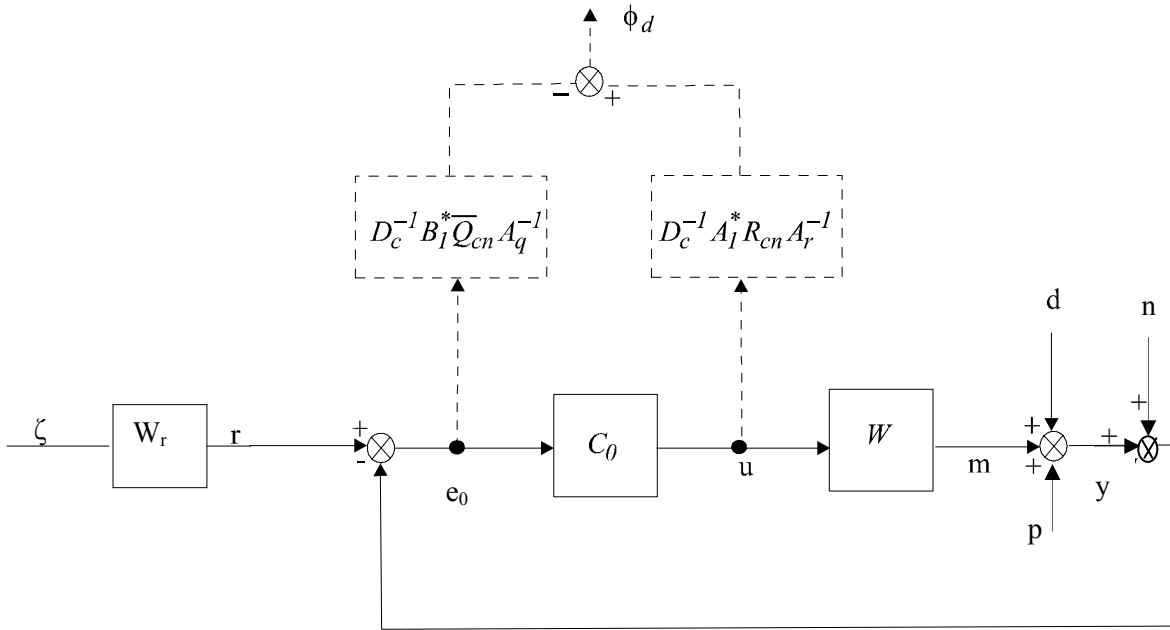 ϕ_d
− +
D_c^{-1} B_1^* \overline{Q}_{cn} A_q^{-1} D_c^{-1} A_1^* R_{cn} A_r^{-1}
d n
+
ζ W_r r + - e_0 C_0 u W m + + + y
p